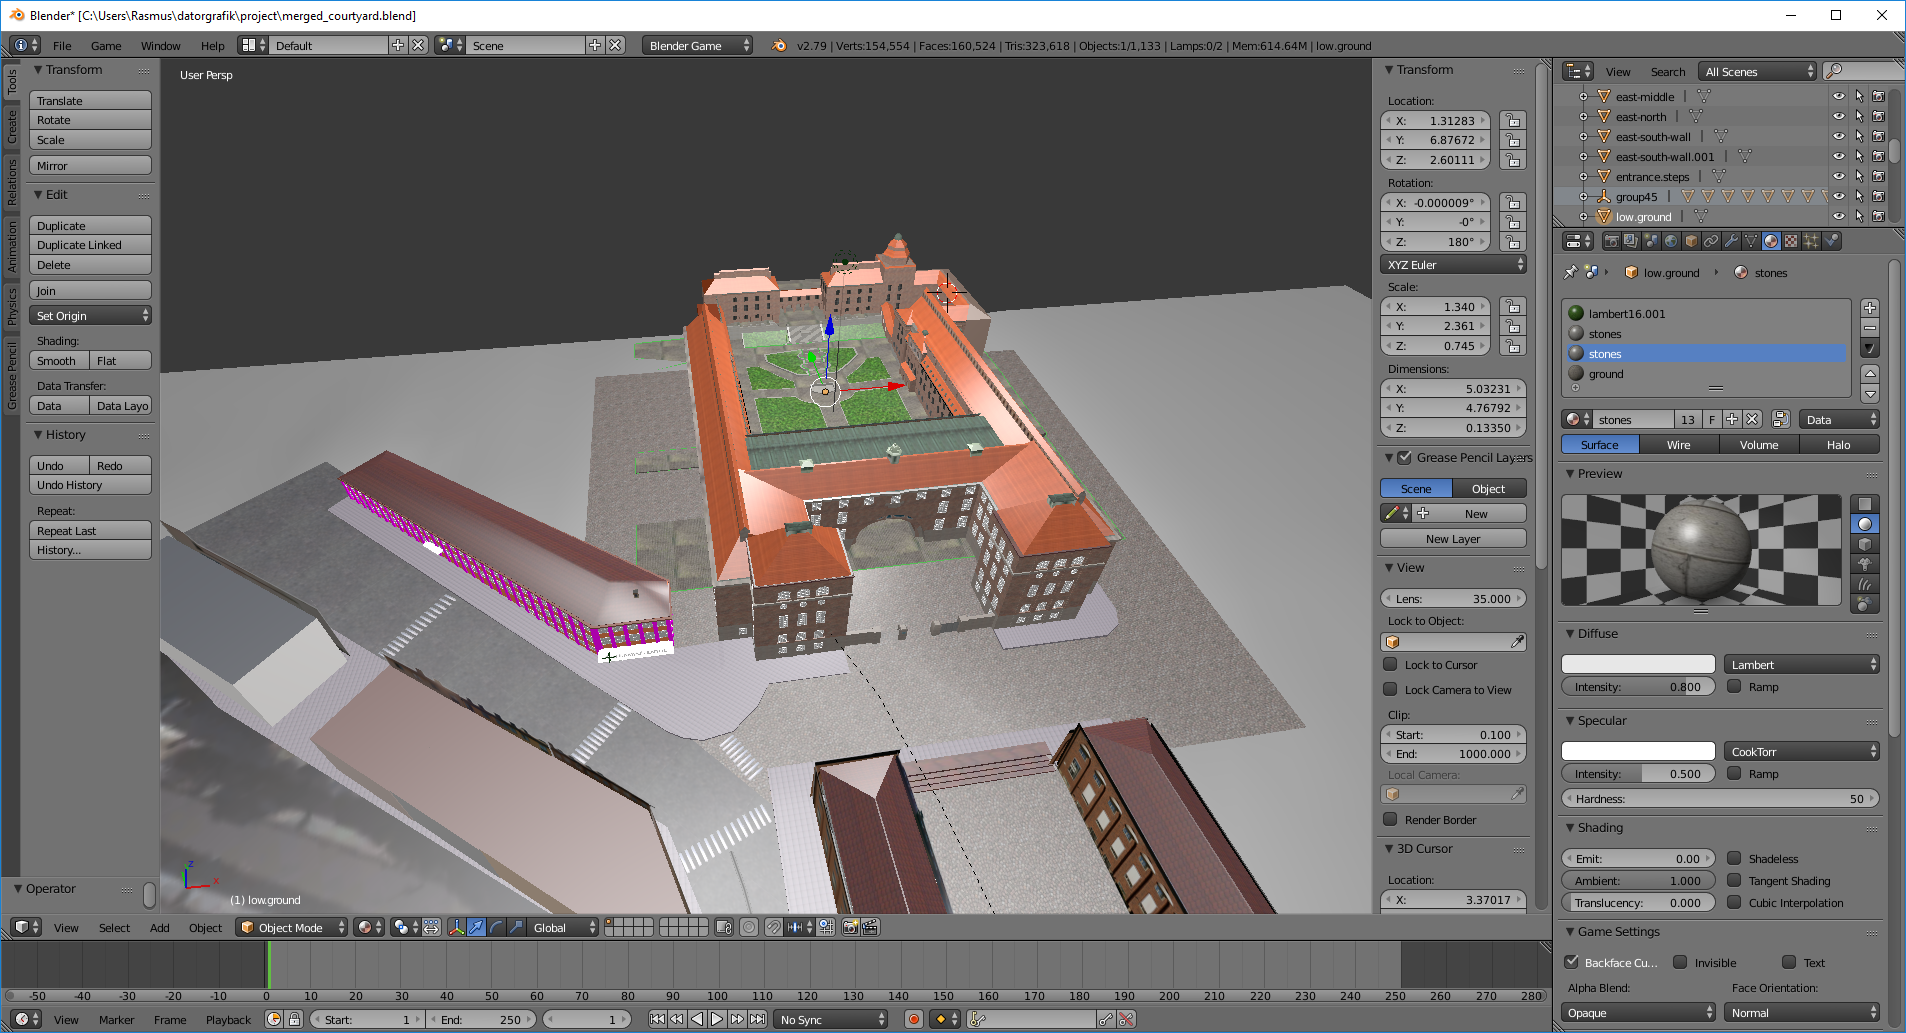 Blender* [C:\Users\Rasmus\datorgrafik\project\merged_courtyard.blend]
File Game Window Help Default Scene Blender Game v2.79 | Verts:154,554 | Faces:160,524 | Tris:323,618 | Objects:1/1,133 | Lamps:0/2 | Mem:614.64M | low.ground
Tools
Create
Relations
Animation
Physics
Grease Pencil
Transform
Translate
Rotate
Scale
Mirror
Edit
Duplicate
Duplicate Linked
Delete
Join
Set Origin
Shading:
Smooth Flat
Data Transfer:
Data Data Layo
History
Undo Redo
Undo History
Repeat:
Repeat Last
History...
Operator
User Persp
z
x
(1) low.ground
Transform
Location:
X: 1.31283
Y: 6.87672
Z: 2.60111
Rotation:
X: -0.000009°
Y: -0°
Z: 180°
XYZ Euler
Scale:
X: 1.340
Y: 2.361
Z: 0.745
Dimensions:
X: 5.03231
Y: 4.76792
Z: 0.13350
Grease Pencil Layers
Scene Object
New
New Layer
View
Lens: 35.000
Lock to Object:
Lock to Cursor
Lock Camera to View
Clip:
Start: 0.100
End: 1000.000
Local Camera:
Render Border
3D Cursor
Location:
X: 3.37017
View Search All Scenes
east-middle
east-north
east-south-wall
east-south-wall.001
entrance.steps
group45
low.ground
low.ground stones
lambert16.001
stones
stones
ground
stones 13 F Data
Surface Wire Volume Halo
Preview
Diffuse
Lambert
Intensity: 0.800 Ramp
Specular
CookTorr
Intensity: 0.500 Ramp
Hardness: 50
Shading
Emit: 0.00 Shadeless
Ambient: 1.000 Tangent Shading
Translucency: 0.000 Cubic Interpolation
Game Settings
Backface Cu... Invisible Text
Alpha Blend: Face Orientation:
Opaque Normal
View Select Add Object Object Mode Global
-50 -40 -30 -20 -10 0 10 20 30 40 50 60 70 80 90 100 110 120 130 140 150 160 170 180 190 200 210 220 230 240 250 260 270 280
View Marker Frame Playback Start: 1 End: 250 1 No Sync